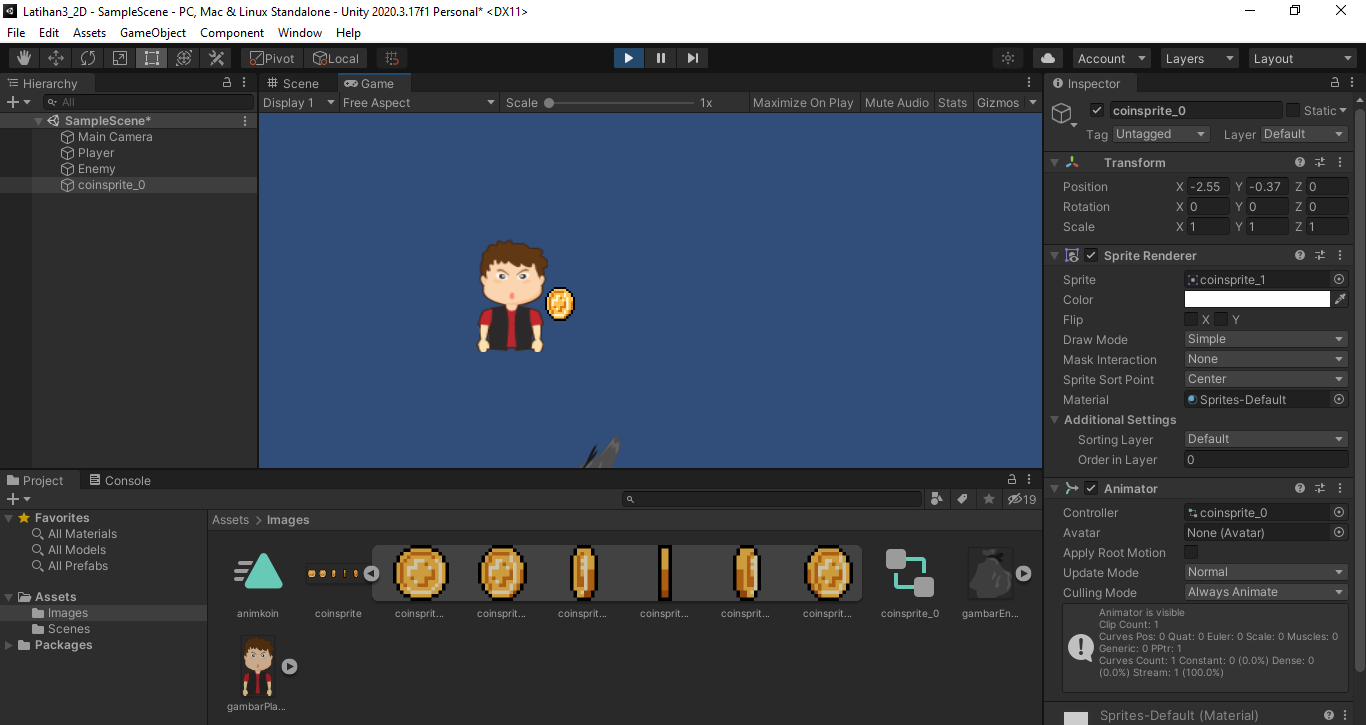 Latihan3_2D - SampleScene - PC, Mac & Linux Standalone - Unity 2020.3.17f1 Personal* <DX11>
File Edit Assets GameObject Component Window Help
Pivot Local Account Layers Layout
Hierarchy
All
SampleScene*
Main Camera
Player
Enemy
coinsprite_0
Scene Game
Display 1 Free Aspect Scale 1x Maximize On Play Mute Audio Stats Gizmos
Project Console
19
Favorites
All Materials
All Models
All Prefabs
Assets
Images
Scenes
Packages
Assets > Images
animkoin coinsprite coinsprit... coinsprit... coinsprit... coinsprit... coinsprit... coinsprit... coinsprite_0 gambarEn...
gambarPla...
Inspector
coinsprite_0 Static
Tag Untagged Layer Default
Transform
Position X -2.55 Y -0.37 Z 0
Rotation X 0 Y 0 Z 0
Scale X 1 Y 1 Z 1
Sprite Renderer
Sprite coinsprite_1
Color
Flip X Y
Draw Mode Simple
Mask Interaction None
Sprite Sort Point Center
Material Sprites-Default
Additional Settings
Sorting Layer Default
Order in Layer 0
Animator
Controller coinsprite_0
Avatar None (Avatar)
Apply Root Motion
Update Mode Normal
Culling Mode Always Animate
Animator is visible
Clip Count: 1
Curves Pos: 0 Quat: 0 Euler: 0 Scale: 0 Muscles: 0
Generic: 0 PPtr: 1
Curves Count: 1 Constant: 0 (0.0%) Dense: 0
(0.0%) Stream: 1 (100.0%)
Sprites-Default (Material)